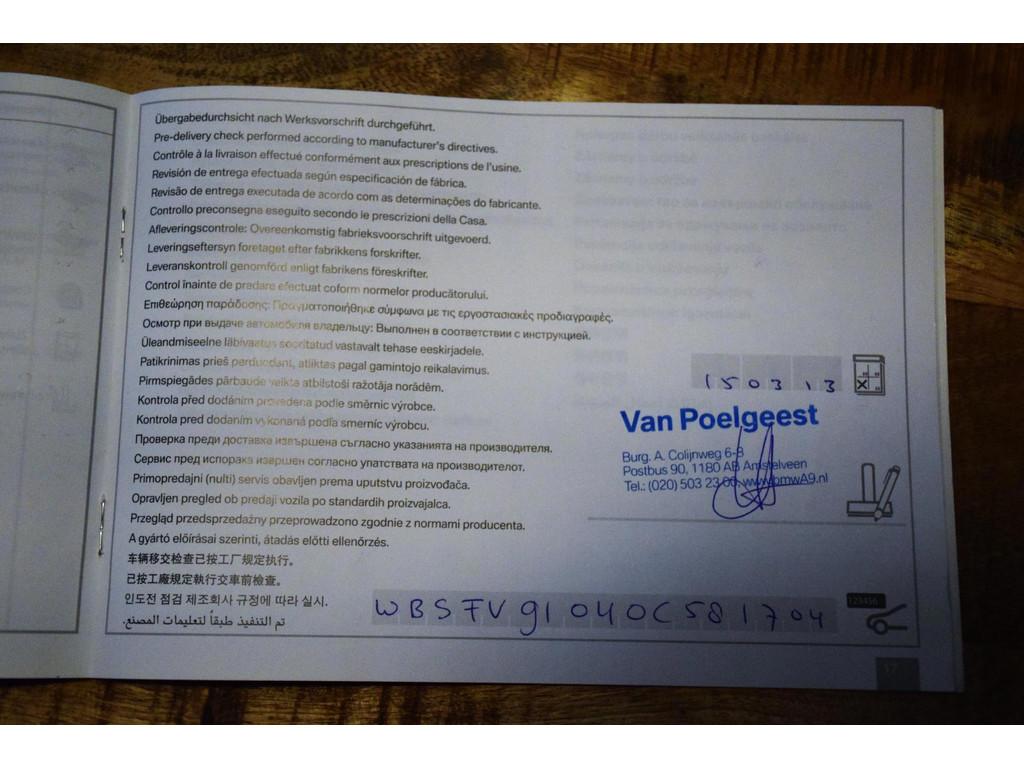 Übergabedurchsicht nach Werksvorschrift durchgeführt.
Pre-delivery check performed according to manufacturer's directives.
Contrôle à la livraison effectué conformément aux prescriptions de l'usine.
Revisión de entrega efectuada según especificación de fábrica.
Revisão de entrega executada de acordo com as determinações do fabricante.
Controllo preconsegna eseguito secondo le prescrizioni della Casa.
Afleveringscontrole: Overeenkomstig fabrieksvoorschrift uitgevoerd.
Leveringseftersyn foretaget efter fabrikkens forskrifter.
Leveranskontroll genomförd enligt fabrikens föreskrifter.
Control înainte de predare efectuat coform normelor producătorului.
Επιθεώρηση παράδοσης: Πραγματοποιήθηκε σύμφωνα με τις εργοστασιακές προδιαγραφές.
Осмотр при выдаче автомобиля владельцу: Выполнен в соответствии с инструкцией.
Üleandmiseelne läbivaatus sooritatud vastavalt tehase eeskirjadele.
Patikrinimas prieš perduodant, atliktas pagal gamintojo reikalavimus.
Pirmspiegādes pārbaude veikta atbilstoši ražotāja norādēm.
Kontrola před dodáním provedena podle směrnic výrobce.
Kontrola pred dodaním vykonaná podľa smerníc výrobcu.
Проверка преди доставка извършена съгласно указанията на производителя.
Сервис пред испорака извршен согласно упатствата на производителот.
Primopredajni (nulti) servis obavljen prema uputstvu proizvođača.
Opravljen pregled ob predaji vozila po standardih proizvajalca.
Przegląd przedsprzedażny przeprowadzono zgodnie z normami producenta.
A gyártó előírásai szerinti, átadás előtti ellenőrzés.
车辆移交检查已按工厂规定执行。
已按工廠規定執行交車前檢查。
인도전 점검 제조회사 규정에 따라 실시.
تم التنفيذ طبقاً لتعليمات المصنع.
150313
Van Poelgeest
Burg. A. Colijnweg 6-8
Postbus 90, 1180 AB Amstelveen
Tel.: (020) 503 23 00, www.bmwA9.nl
123456
WBSFV91040C581704
17